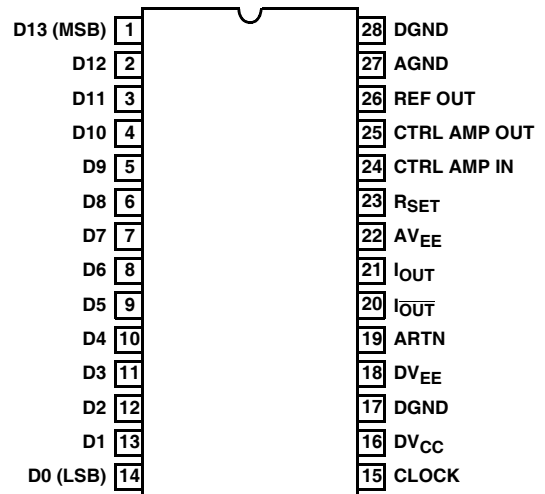 D13 (MSB) 1 28 DGND
D12 2 27 AGND
D11 3 26 REF OUT
D10 4 25 CTRL AMP OUT
D9 5 24 CTRL AMP IN
D8 6 23 RSET
D7 7 22 AVEE
D6 8 21 IOUT
D5 9 20 I̅O̅U̅T̅
D4 10 19 ARTN
D3 11 18 DVEE
D2 12 17 DGND
D1 13 16 DVCC
D0 (LSB) 14 15 CLOCK